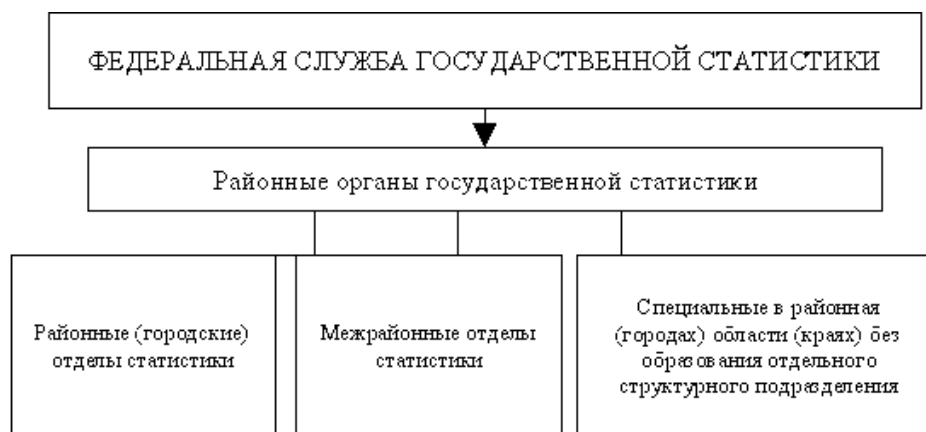 ФЕДЕРАЛЬНАЯ СЛУЖБА ГОСУДАРСТВЕННОЙ СТАТИСТИКИ
Районные органы государственной статистики
Районные (городские)
отделы статистики
Межрайонные отделы
статистики
Специальные в районная
(городах) области (краях) без
образования отдельного
структурного подразделения